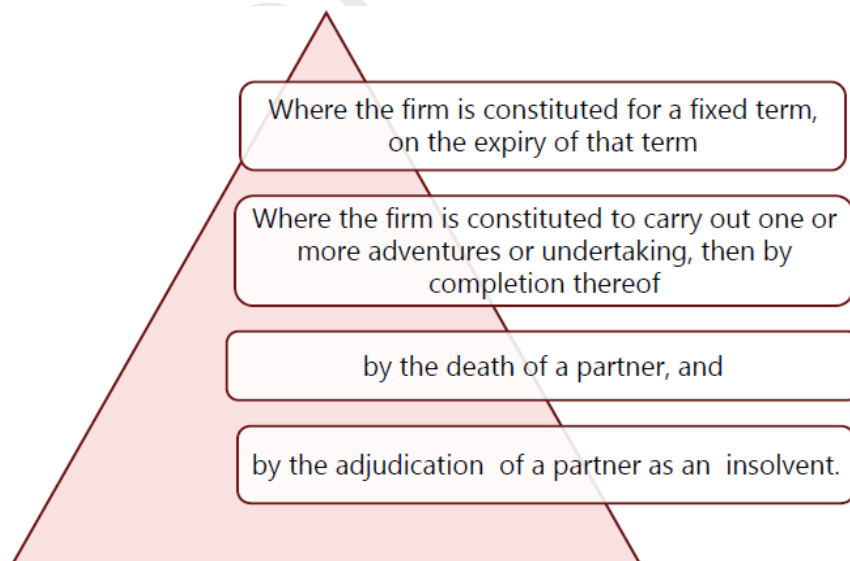 Where the firm is constituted for a fixed term,
on the expiry of that term
Where the firm is constituted to carry out one or
more adventures or undertaking, then by
completion thereof
by the death of a partner, and
by the adjudication of a partner as an insolvent.